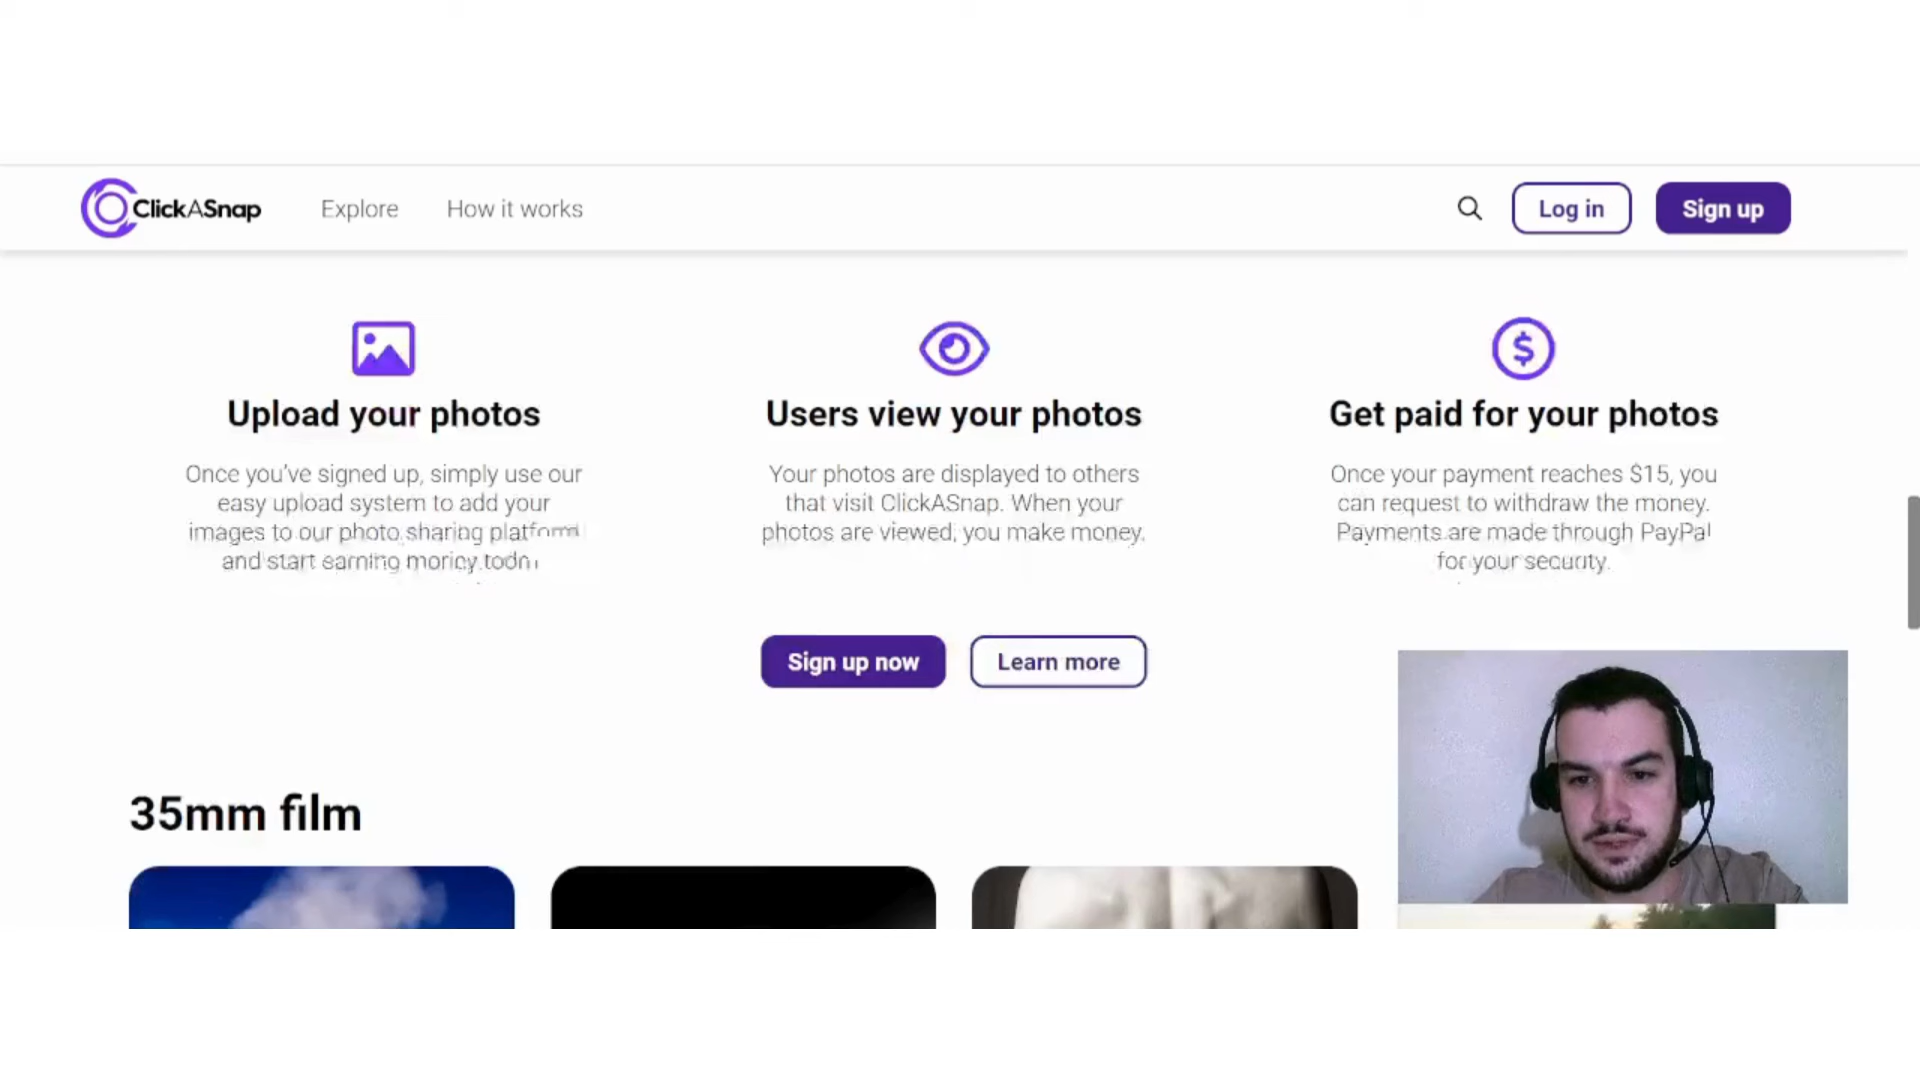 ClickASnap
Explore
How it works
Log in
Sign up
Upload your photos
Once you've signed up, simply use our
easy upload system to add your
images to our photo sharing platform
and start earning money
Users view your photos
Your photos are displayed to others
that visit ClickASnap. When your
photos are viewed, you make money.
Get paid for your photos
Once your payment reaches $15, you
can request to withdraw the money.
Payments are made through PayPal
for your security.
Sign up now
Learn more
35mm film